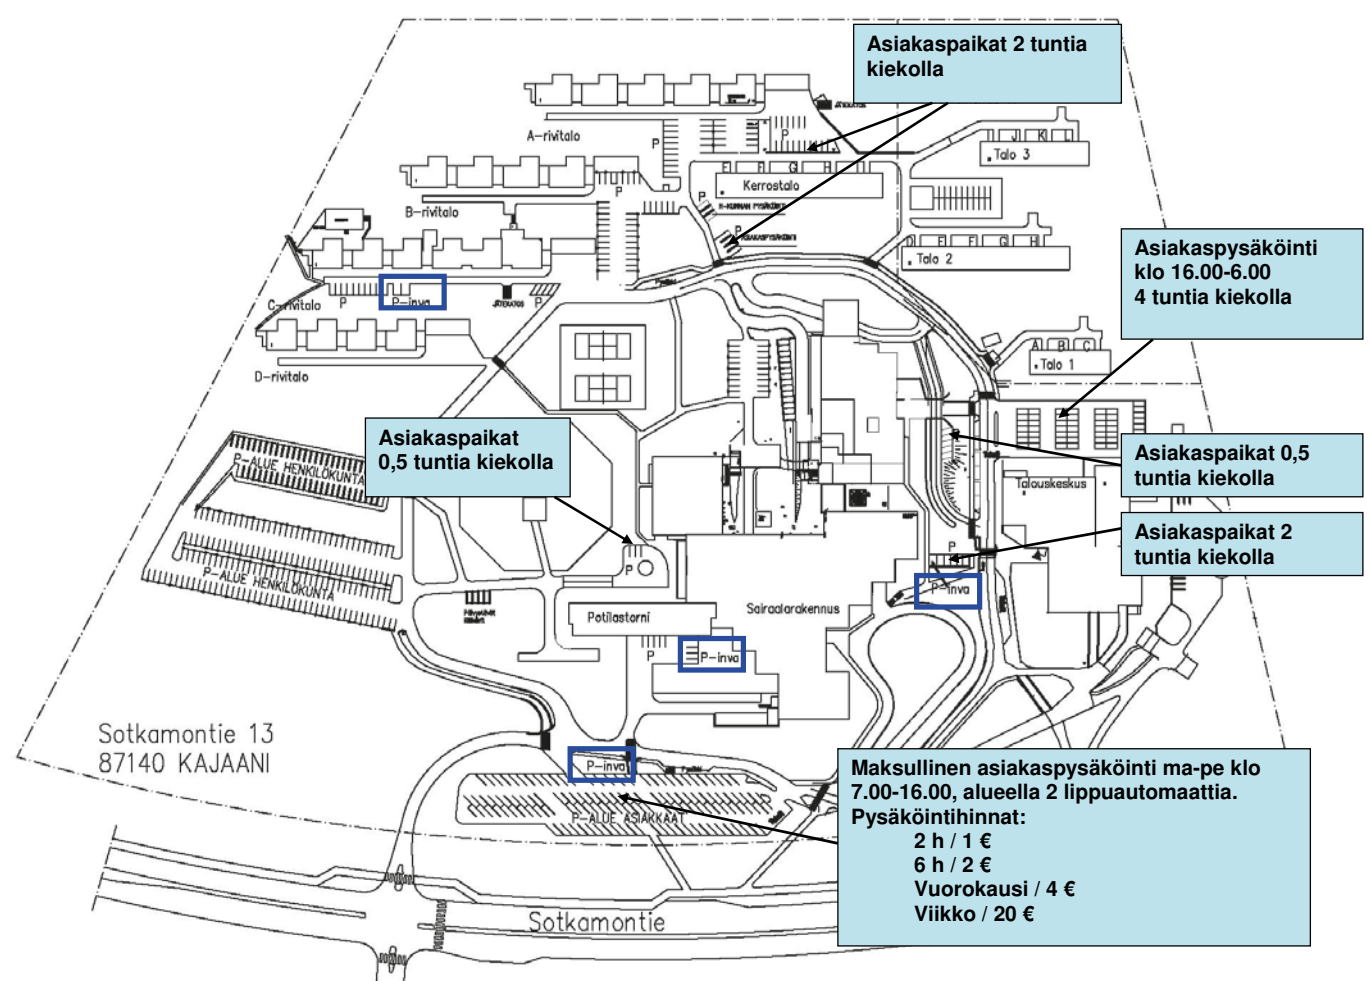 Asiakaspaikat 2 tuntia
kiekolla
A-rivitalo
P
P
J K L
Talo 3
E F G H I
Kerrostalo
P
B-rivitalo
P
P
H-KUNNAN PYSÄKÖINTI
P
ASIAKASPYSÄKÖINTI
D E F G H
Talo 2
Asiakaspysäköinti
klo 16.00-6.00
4 tuntia kiekolla
C-rivitalo
P
P-inva
JÄTEKATOS
P
A B C
Talo 1
D-rivitalo
Asiakaspaikat
0,5 tuntia kiekolla
Asiakaspaikat 0,5
tuntia kiekolla
P-ALUE HENKILÖKUNTA
Talouskeskus
Asiakaspaikat 2
tuntia kiekolla
P
P
P-ALUE HENKILÖKUNTA
P-inva
Sairaalarakennus
Potilastorni
P
P-inva
Sotkamontie 13
87140 KAJAANI
P-inva
P-ALUE ASIAKKAAT
Maksullinen asiakaspysäköinti ma-pe klo
7.00-16.00, alueella 2 lippuautomaattia.
Pysäköintihinnat:
2 h / 1 €
6 h / 2 €
Vuorokausi / 4 €
Viikko / 20 €
Sotkamontie